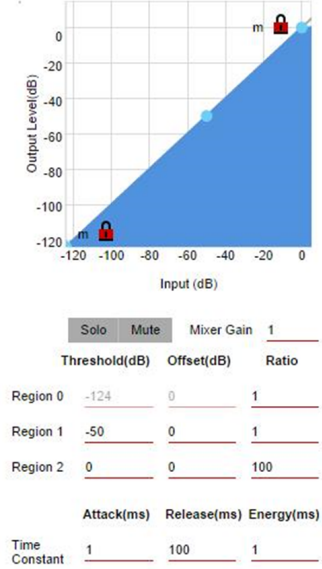 0
m
-20
-40
-60
-80
-100
-120
m
Output Level(dB)
-120 -100 -80 -60 -40 -20 0
Input (dB)
Solo Mute Mixer Gain 1
Threshold(dB) Offset(dB) Ratio
Region 0 -124 0 1
Region 1 -50 0 1
Region 2 0 0 100
Attack(ms) Release(ms) Energy(ms)
Time
Constant 1 100 1